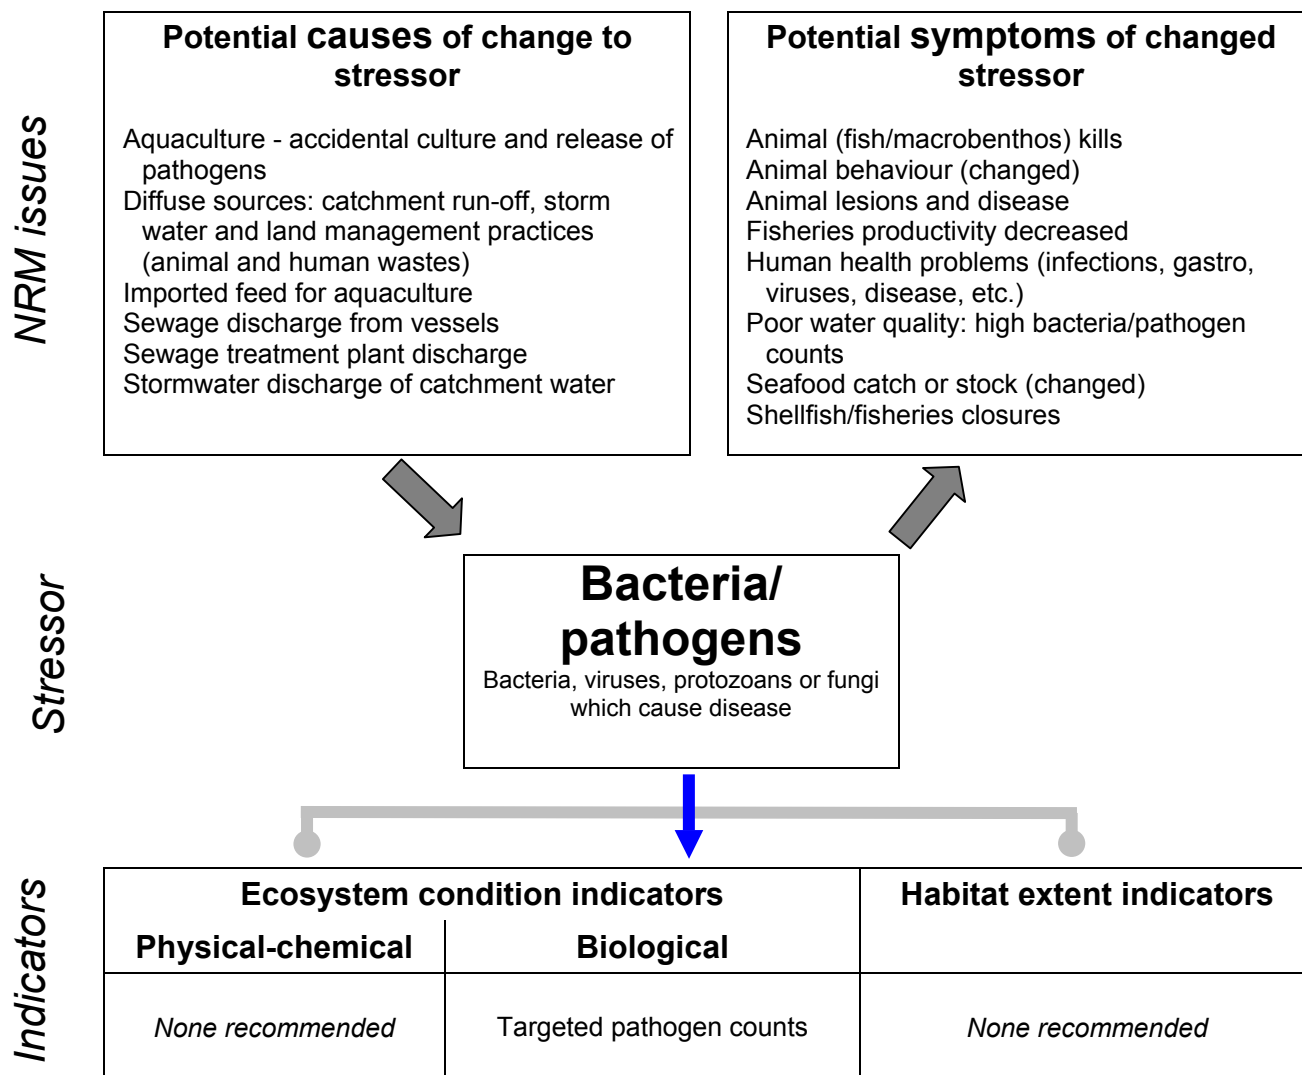 NRM issues
Potential causes of change to
stressor
Aquaculture - accidental culture and release of
pathogens
Diffuse sources: catchment run-off, storm
water and land management practices
(animal and human wastes)
Imported feed for aquaculture
Sewage discharge from vessels
Sewage treatment plant discharge
Stormwater discharge of catchment water
Potential symptoms of changed
stressor
Animal (fish/macrobenthos) kills
Animal behaviour (changed)
Animal lesions and disease
Fisheries productivity decreased
Human health problems (infections, gastro,
viruses, disease, etc.)
Poor water quality: high bacteria/pathogen
counts
Seafood catch or stock (changed)
Shellfish/fisheries closures
Stressor
Bacteria/
pathogens
Bacteria, viruses, protozoans or fungi
which cause disease
Indicators
Ecosystem condition indicators
Habitat extent indicators
Physical-chemical
Biological
None recommended
Targeted pathogen counts
None recommended